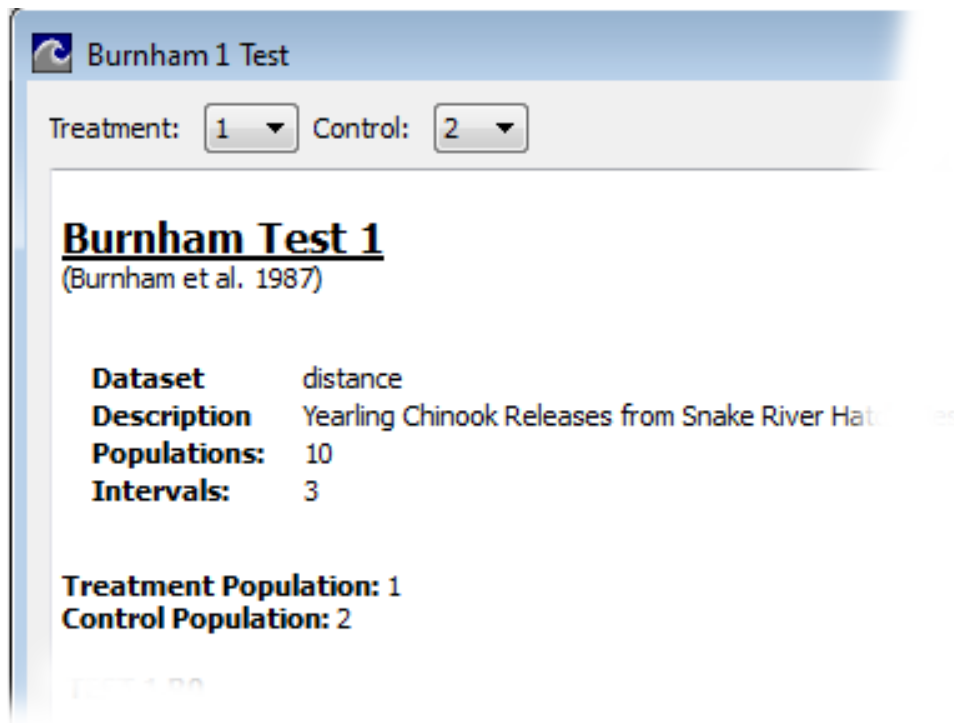 Burnham 1 Test
Treatment: 1 Control: 2
Burnham Test 1
(Burnham et al. 1987)
Dataset distance
Description Yearling Chinook Releases from Snake River
Populations: 10
Intervals: 3
Treatment Population: 1
Control Population: 2